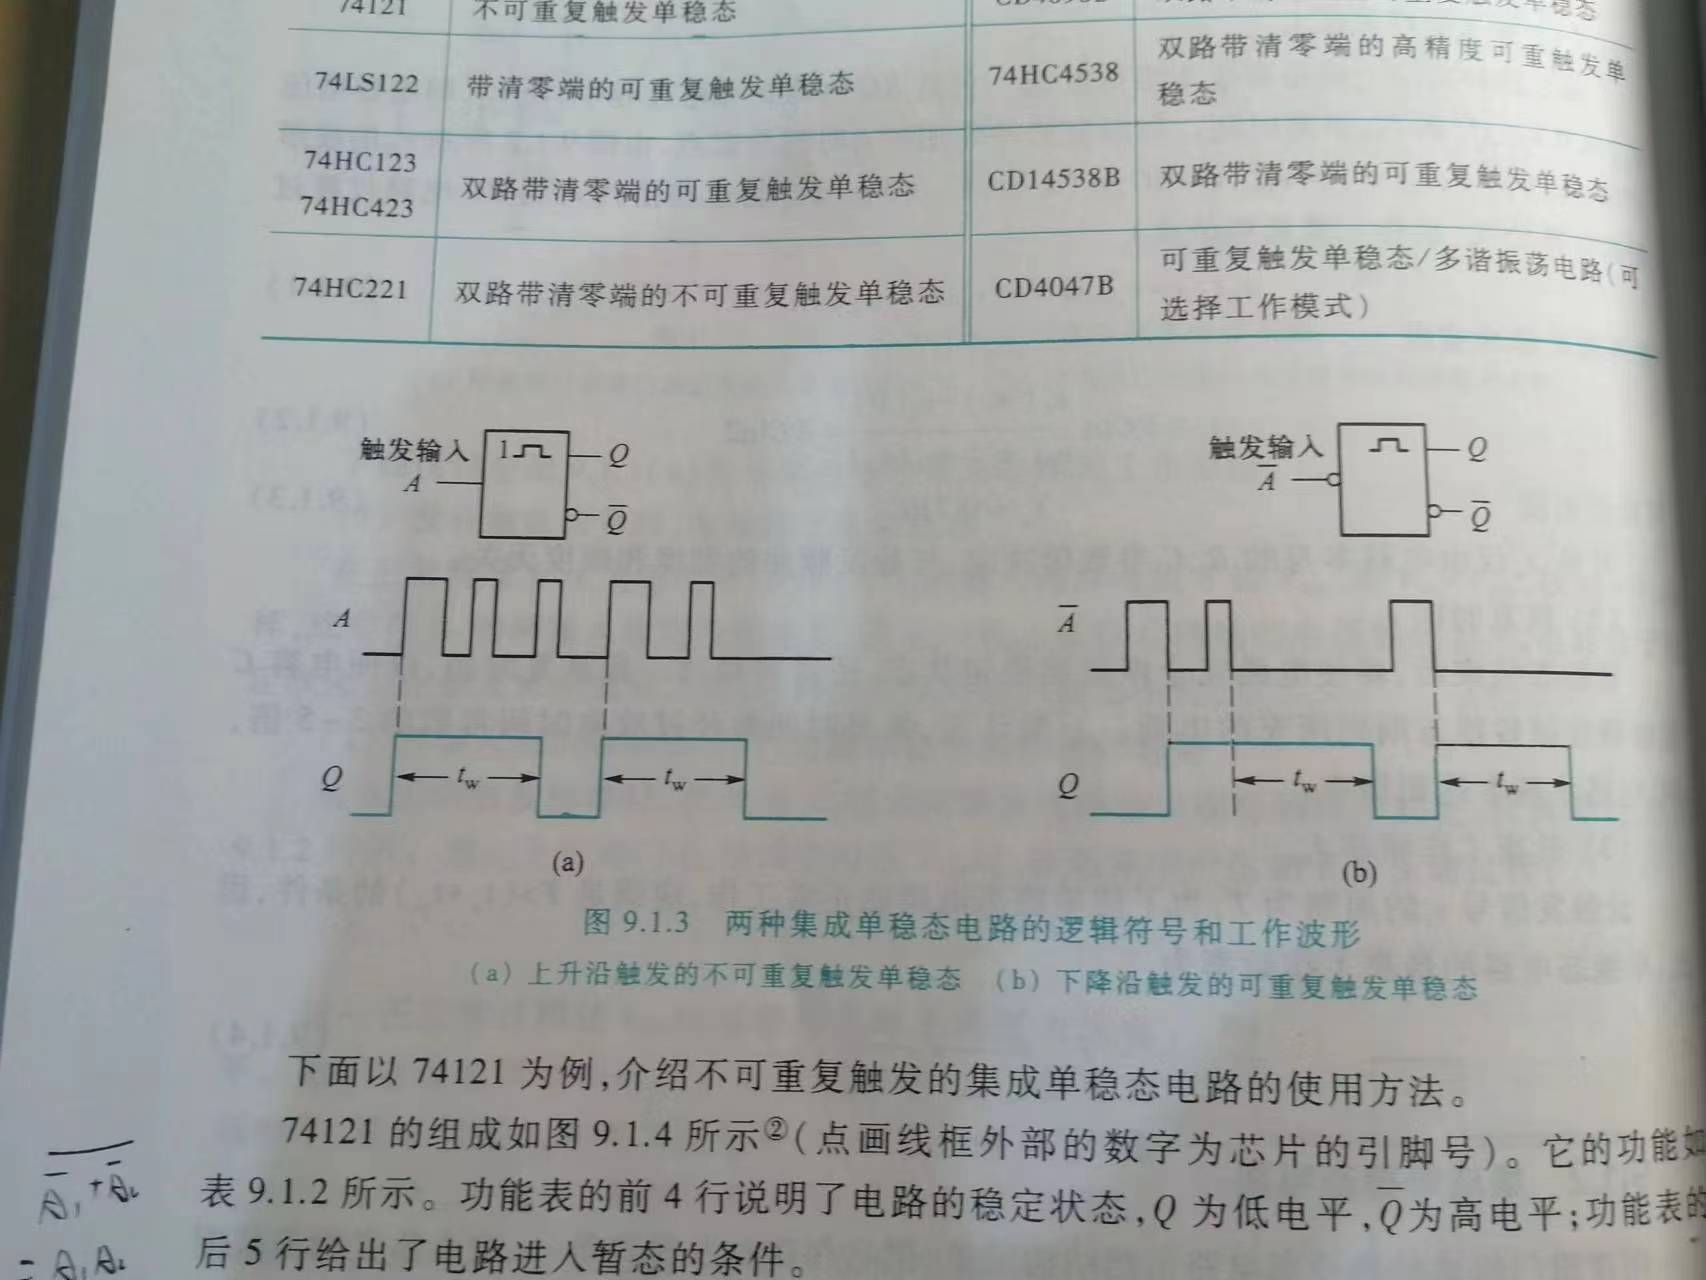 74121 不可重复触发单稳态
74LS122 带清零端的可重复触发单稳态 74HC4538 双路带清零端的高精度可重触发单
稳态
74HC123
74HC423 双路带清零端的可重复触发单稳态 CD14538B 双路带清零端的可重复触发单稳态
74HC221 双路带清零端的不可重复触发单稳态 CD4047B 可重复触发单稳态/多谐振荡电路(可
选择工作模式)
触发输入 1 Q
A Q̅
触发输入 Q
A̅ Q̅
A
Q tw tw
(a)
A̅
Q tw tw
(b)
图 9.1.3 两种集成单稳态电路的逻辑符号和工作波形
(a) 上升沿触发的不可重复触发单稳态 (b) 下降沿触发的可重复触发单稳态
下面以 74121 为例,介绍不可重复触发的集成单稳态电路的使用方法。
74121 的组成如图 9.1.4 所示②(点画线框外部的数字为芯片的引脚号)。它的功能如
表 9.1.2 所示。功能表的前 4 行说明了电路的稳定状态,Q 为低电平,Q̅为高电平;功能表的
后 5 行给出了电路进入暂态的条件。